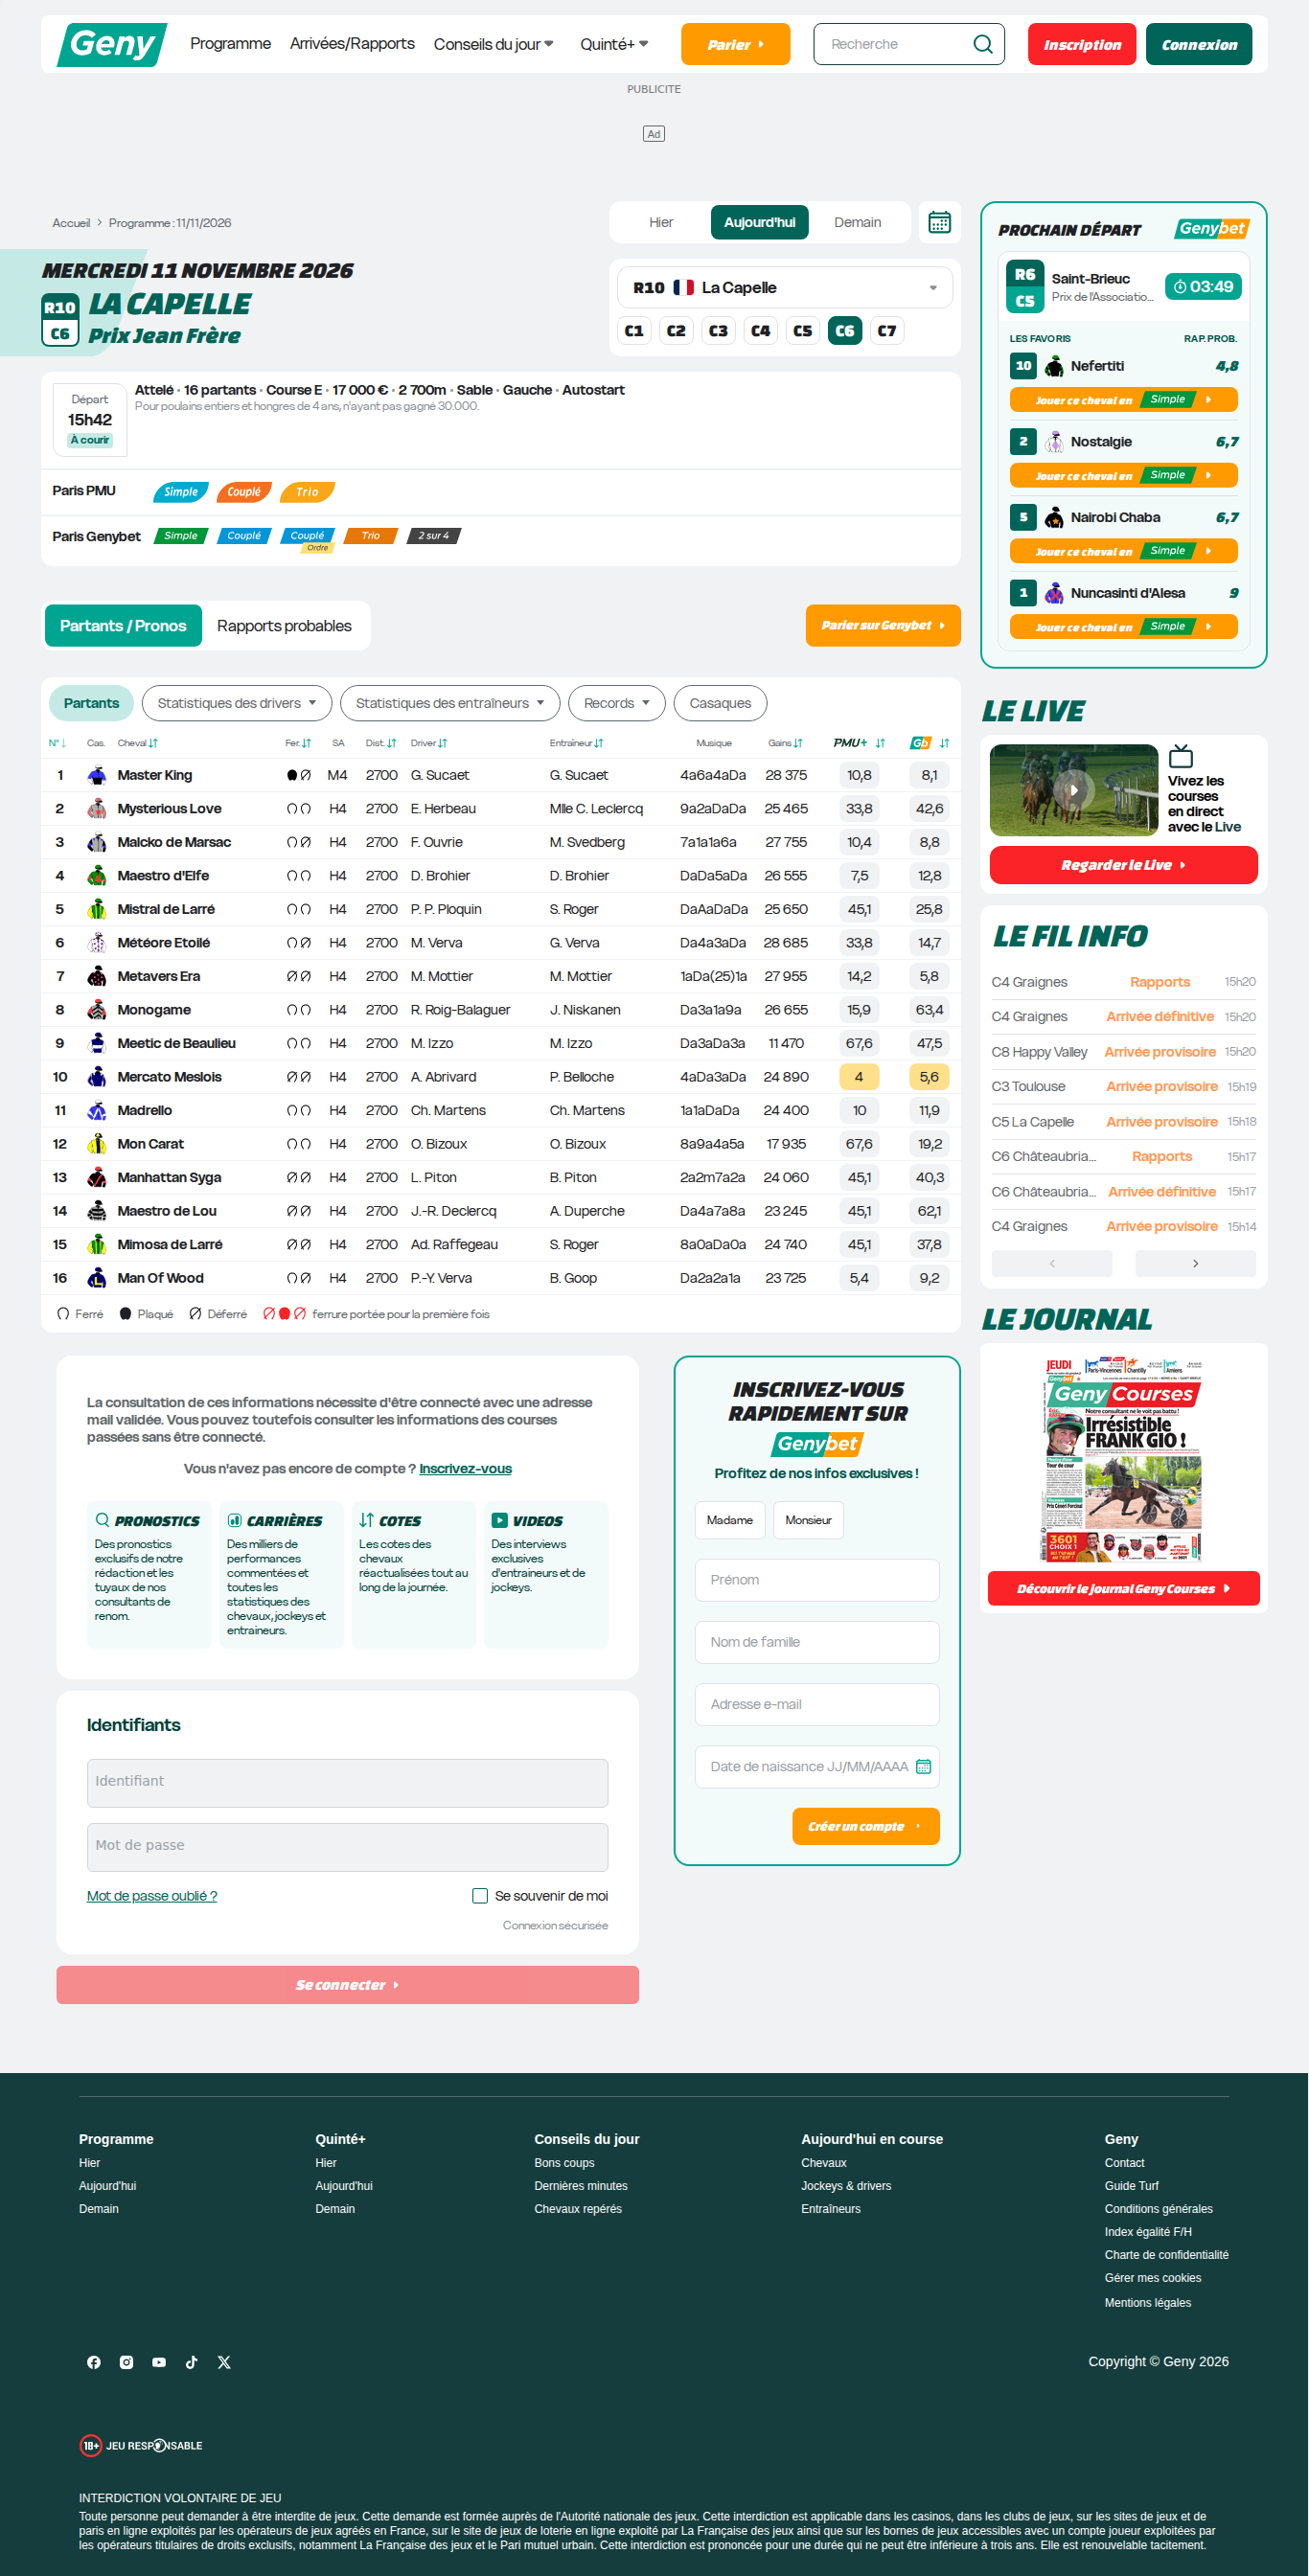 Geny Programme Arrivées/Rapports Conseils du jour Quinté+ Parier Recherche Inscription Connexion
PUBLICITE
Ad
Accueil > Programme : 11/11/2026
Hier Aujourd'hui Demain
MERCREDI 11 NOVEMBRE 2026
R10 C6 LA CAPELLE
Prix Jean Frère
R10 La Capelle
C1 C2 C3 C4 C5 C6 C7
Départ
15h42
À courir
Attelé • 16 partants • Course E • 17 000 € • 2 700m • Sable • Gauche • Autostart
Pour poulains entiers et hongres de 4 ans, n'ayant pas gagné 30.000.
Paris PMU Simple Couplé Trio
Paris Genybet Simple Couplé Couplé Ordre Trio 2 sur 4
Partants / Pronos Rapports probables Parier sur Genybet
Partants Statistiques des drivers Statistiques des entraîneurs Records Casaques
N° Cas. Cheval Fer. SA Dist. Driver Entraîneur Musique Gains PMU+ Gb
1 Master King M4 2700 G. Sucaet G. Sucaet 4a6a4aDa 28 375 10,8 8,1
2 Mysterious Love H4 2700 E. Herbeau Mlle C. Leclercq 9a2aDaDa 25 465 33,8 42,6
3 Malcko de Marsac H4 2700 F. Ouvrie M. Svedberg 7a1a1a6a 27 755 10,4 8,8
4 Maestro d'Elfe H4 2700 D. Brohier D. Brohier DaDa5aDa 26 555 7,5 12,8
5 Mistral de Larré H4 2700 P. P. Ploquin S. Roger DaAaDaDa 25 650 45,1 25,8
6 Météore Etoilé H4 2700 M. Verva G. Verva Da4a3aDa 28 685 33,8 14,7
7 Metavers Era H4 2700 M. Mottier M. Mottier 1aDa(25)1a 27 955 14,2 5,8
8 Monogame H4 2700 R. Roig-Balaguer J. Niskanen Da3a1a9a 26 655 15,9 63,4
9 Meetic de Beaulieu H4 2700 M. Izzo M. Izzo Da3aDa3a 11 470 67,6 47,5
10 Mercato Meslois H4 2700 A. Abrivard P. Belloche 4aDa3aDa 24 890 4 5,6
11 Madrello H4 2700 Ch. Martens Ch. Martens 1a1aDaDa 24 400 10 11,9
12 Mon Carat H4 2700 O. Bizoux O. Bizoux 8a9a4a5a 17 935 67,6 19,2
13 Manhattan Syga H4 2700 L. Piton B. Piton 2a2m7a2a 24 060 45,1 40,3
14 Maestro de Lou H4 2700 J.-R. Declercq A. Duperche Da4a7a8a 23 245 45,1 62,1
15 Mimosa de Larré H4 2700 Ad. Raffegeau S. Roger 8a0aDa0a 24 740 45,1 37,8
16 Man Of Wood H4 2700 P.-Y. Verva B. Goop Da2a2a1a 23 725 5,4 9,2
Ferré Plaqué Déferré ferrure portée pour la première fois
La consultation de ces informations nécessite d'être connecté avec une adresse
mail validée. Vous pouvez toutefois consulter les informations des courses
passées sans être connecté.
Vous n'avez pas encore de compte ? Inscrivez-vous
PRONOSTICS
Des pronostics
exclusifs de notre
rédaction et les
tuyaux de nos
consultants de
renom.
CARRIÈRES
Des milliers de
performances
commentées et
toutes les
statistiques des
chevaux, jockeys et
entraineurs.
COTES
Les cotes des
chevaux
réactualisées tout au
long de la journée.
VIDEOS
Des interviews
exclusives
d'entraineurs et de
jockeys.
Identifiants
Identifiant
Mot de passe
Mot de passe oublié ? Se souvenir de moi
Connexion sécurisée
Se connecter
INSCRIVEZ-VOUS
RAPIDEMENT SUR
Genybet
Profitez de nos infos exclusives !
Madame Monsieur
Prénom
Nom de famille
Adresse e-mail
Date de naissance JJ/MM/AAAA
Créer un compte
PROCHAIN DÉPART Genybet
R6 C5 Saint-Brieuc
Prix de l'Associatio... 03:49
LES FAVORIS RAP. PROB.
10 Nefertiti 4,8
Jouer ce cheval en Simple
2 Nostalgie 6,7
Jouer ce cheval en Simple
5 Nairobi Chaba 6,7
Jouer ce cheval en Simple
1 Nuncasinti d'Alesa 9
Jouer ce cheval en Simple
LE LIVE
Vivez les
courses
en direct
avec le Live
Regarder le Live
LE FIL INFO
C4 Graignes Rapports 15h20
C4 Graignes Arrivée définitive 15h20
C8 Happy Valley Arrivée provisoire 15h20
C3 Toulouse Arrivée provisoire 15h19
C5 La Capelle Arrivée provisoire 15h18
C6 Châteaubria... Rapports 15h17
C6 Châteaubria... Arrivée définitive 15h17
C4 Graignes Arrivée provisoire 15h14
LE JOURNAL
JEUDI Paris-Vincennes Chantilly Amiens
Genybet
Geny Courses
Notre consultant ne le voit pas battu !
Irrésistible
FRANK GIO !
Tour de cour
3601
CHOIX 1
Découvrir le journal Geny Courses
Programme
Hier
Aujourd'hui
Demain
Quinté+
Hier
Aujourd'hui
Demain
Conseils du jour
Bons coups
Dernières minutes
Chevaux repérés
Aujourd'hui en course
Chevaux
Jockeys & drivers
Entraîneurs
Geny
Contact
Guide Turf
Conditions générales
Index égalité F/H
Charte de confidentialité
Gérer mes cookies
Mentions légales
Copyright © Geny 2026
18+ JEU RESPONSABLE
INTERDICTION VOLONTAIRE DE JEU
Toute personne peut demander à être interdite de jeux. Cette demande est formée auprès de l'Autorité nationale des jeux. Cette interdiction est applicable dans les casinos, dans les clubs de jeux, sur les sites de jeux et de
paris en ligne exploités par les opérateurs de jeux agréés en France, sur le site de jeux de loterie en ligne exploité par La Française des jeux ainsi que sur les bornes de jeux accessibles avec un compte joueur exploitées par
les opérateurs titulaires de droits exclusifs, notamment La Française des jeux et le Pari mutuel urbain. Cette interdiction est prononcée pour une durée qui ne peut être inférieure à trois ans. Elle est renouvelable tacitement.